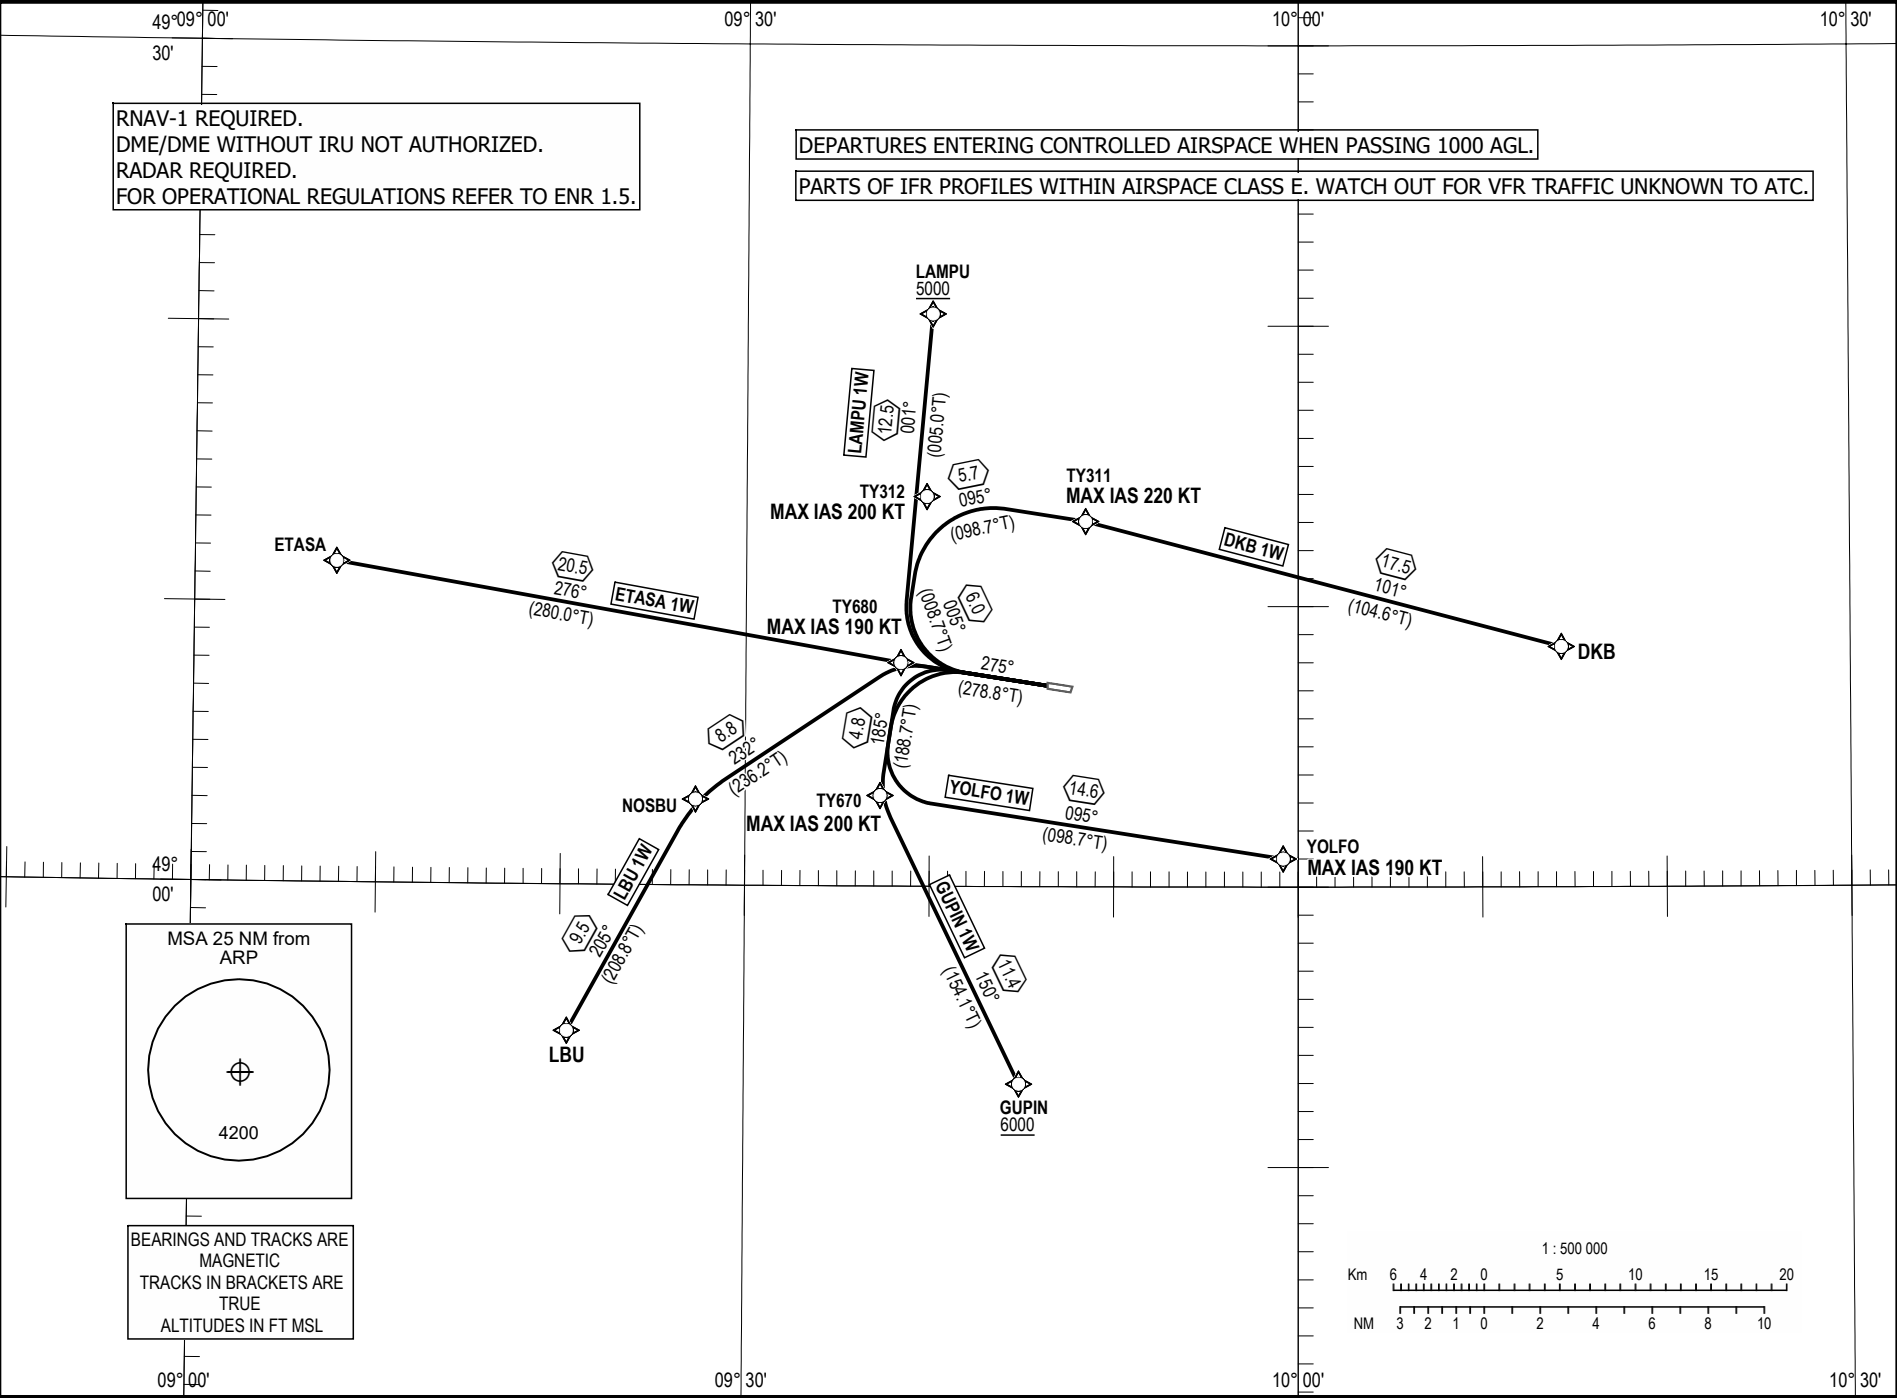 49° 09° 00'
09° 30'
10° 00'
10° 30'
30'
RNAV-1 REQUIRED.
DME/DME WITHOUT IRU NOT AUTHORIZED.
RADAR REQUIRED.
FOR OPERATIONAL REGULATIONS REFER TO ENR 1.5.
DEPARTURES ENTERING CONTROLLED AIRSPACE WHEN PASSING 1000 AGL.
PARTS OF IFR PROFILES WITHIN AIRSPACE CLASS E. WATCH OUT FOR VFR TRAFFIC UNKNOWN TO ATC.
LAMPU
5000
LAMPU 1W
12.5
001°
(005.0°T)
TY312
MAX IAS 200 KT
5.7
095°
(098.7°T)
TY311
MAX IAS 220 KT
DKB 1W
17.5
101°
(104.6°T)
DKB
ETASA
20.5
276°
(280.0°T)
ETASA 1W
TY680
MAX IAS 190 KT
6.0
005°
(008.7°T)
275°
(278.8°T)
8.8
232°
(236.2°T)
4.8
185°
(188.7°T)
NOSBU
TY670
MAX IAS 200 KT
YOLFO 1W
14.6
095°
(098.7°T)
YOLFO
MAX IAS 190 KT
49°
00'
LBU 1W
9.5
205°
(208.8°T)
LBU
GUPIN 1W
11.4
150°
(154.1°T)
GUPIN
6000
MSA 25 NM from
ARP
4200
BEARINGS AND TRACKS ARE
MAGNETIC
TRACKS IN BRACKETS ARE
TRUE
ALTITUDES IN FT MSL
1 : 500 000
Km 6 4 2 0 5 10 15 20
NM 3 2 1 0 2 4 6 8 10
09° 00'
09° 30'
10° 00'
10° 30'